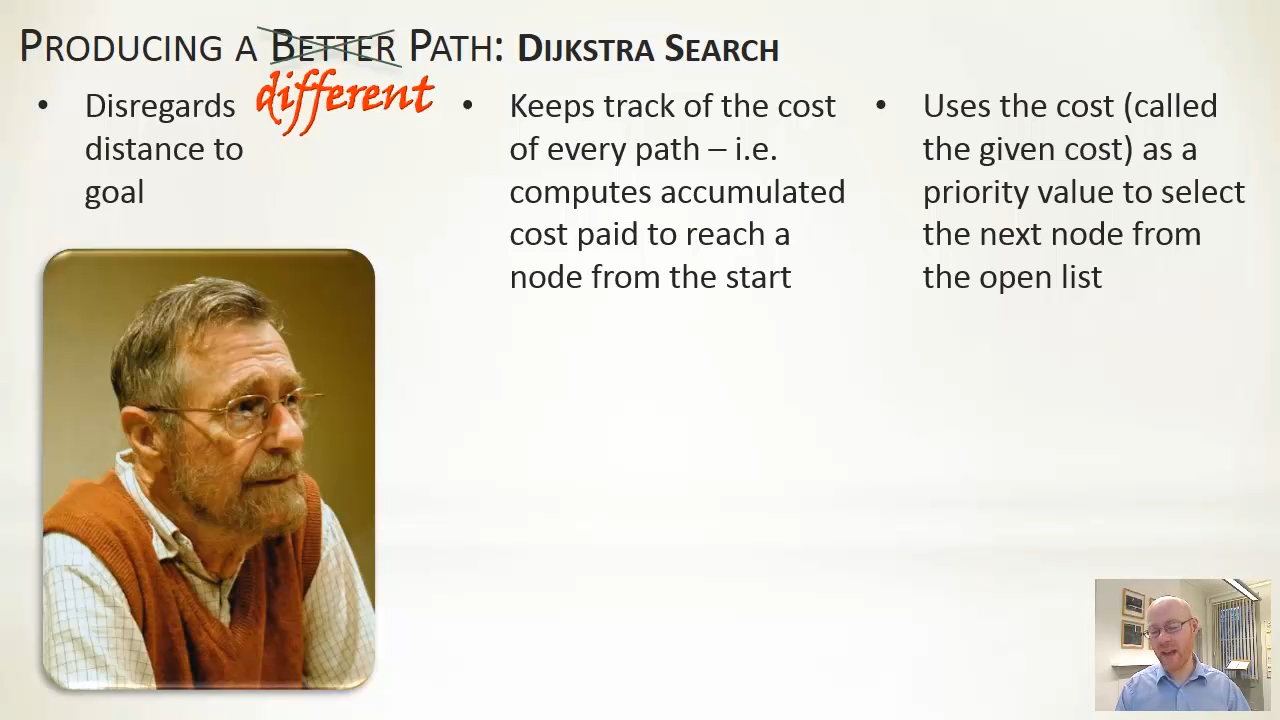 PRODUCING A BETTER PATH: DIJKSTRA SEARCH
different
• Disregards
distance to
goal
• Keeps track of the cost
of every path – i.e.
computes accumulated
cost paid to reach a
node from the start
• Uses the cost (called
the given cost) as a
priority value to select
the next node from
the open list